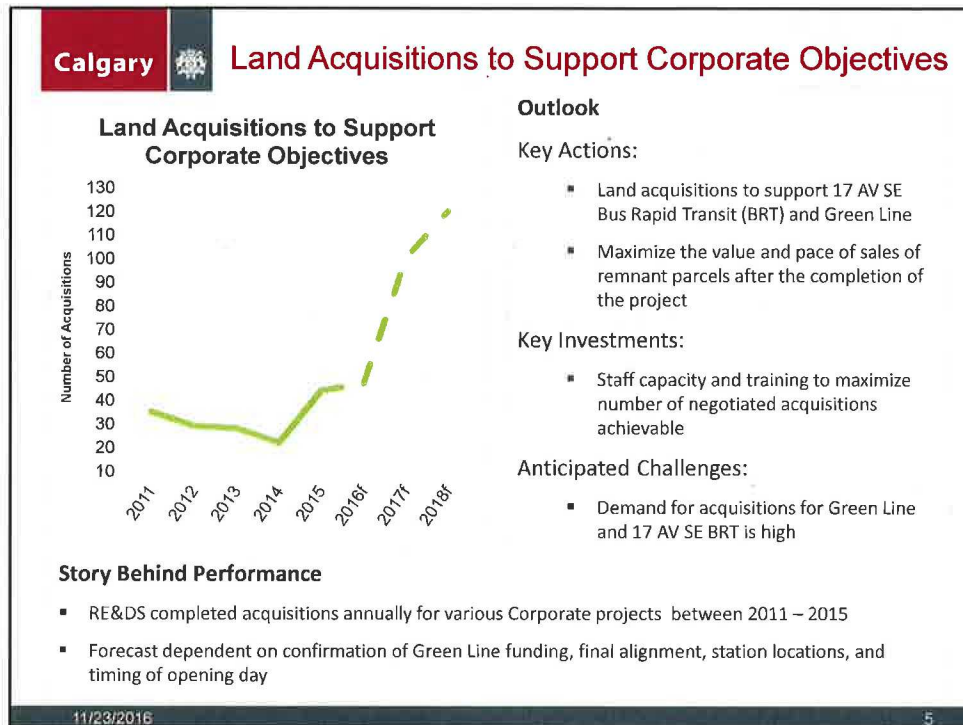 Calgary
Land Acquisitions to Support Corporate Objectives
Land Acquisitions to Support
Corporate Objectives
Number of Acquisitions
130
120
110
100
90
80
70
60
50
40
30
20
10
2011
2012
2013
2014
2015
2016f
2017f
2018f
Outlook
Key Actions:
▪ Land acquisitions to support 17 AV SE
Bus Rapid Transit (BRT) and Green Line
▪ Maximize the value and pace of sales of
remnant parcels after the completion of
the project
Key Investments:
▪ Staff capacity and training to maximize
number of negotiated acquisitions
achievable
Anticipated Challenges:
▪ Demand for acquisitions for Green Line
and 17 AV SE BRT is high
Story Behind Performance
▪ RE&DS completed acquisitions annually for various Corporate projects between 2011 – 2015
▪ Forecast dependent on confirmation of Green Line funding, final alignment, station locations, and
timing of opening day
11/23/2016
5